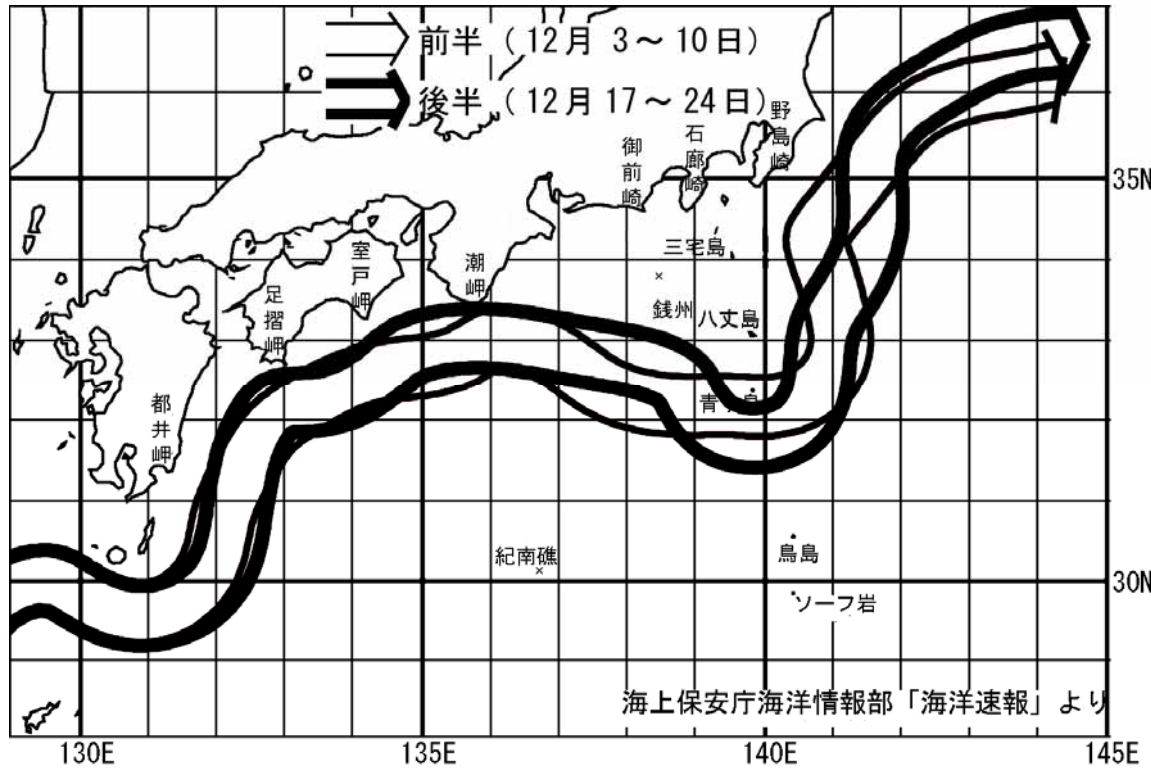 前半（12月 3～10日）
後半（12月 17～24日）
野島崎
石廊崎
御前崎
35N
三宅島
室戸岬
潮岬
足摺岬
銭州
八丈島
都井岬
紀南礁
鳥島
30N
ソーフ岩
海上保安庁海洋情報部「海洋速報」より
130E
135E
140E
145E